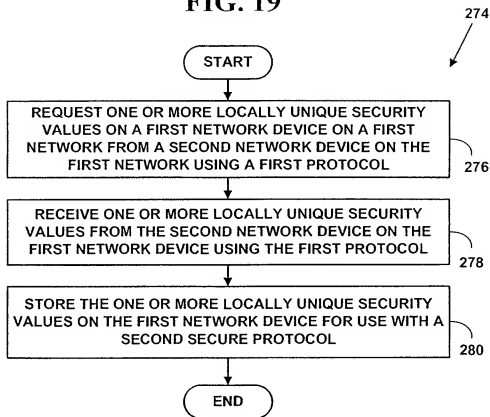 FIG. 19
274
START
REQUEST ONE OR MORE LOCALLY UNIQUE SECURITY
VALUES ON A FIRST NETWORK DEVICE ON A FIRST
NETWORK FROM A SECOND NETWORK DEVICE ON THE
FIRST NETWORK USING A FIRST PROTOCOL
276
RECEIVE ONE OR MORE LOCALLY UNIQUE SECURITY
VALUES FROM THE SECOND NETWORK DEVICE ON THE
FIRST NETWORK DEVICE USING THE FIRST PROTOCOL
278
STORE THE ONE OR MORE LOCALLY UNIQUE SECURITY
VALUES ON THE FIRST NETWORK DEVICE FOR USE WITH A
SECOND SECURE PROTOCOL
280
END